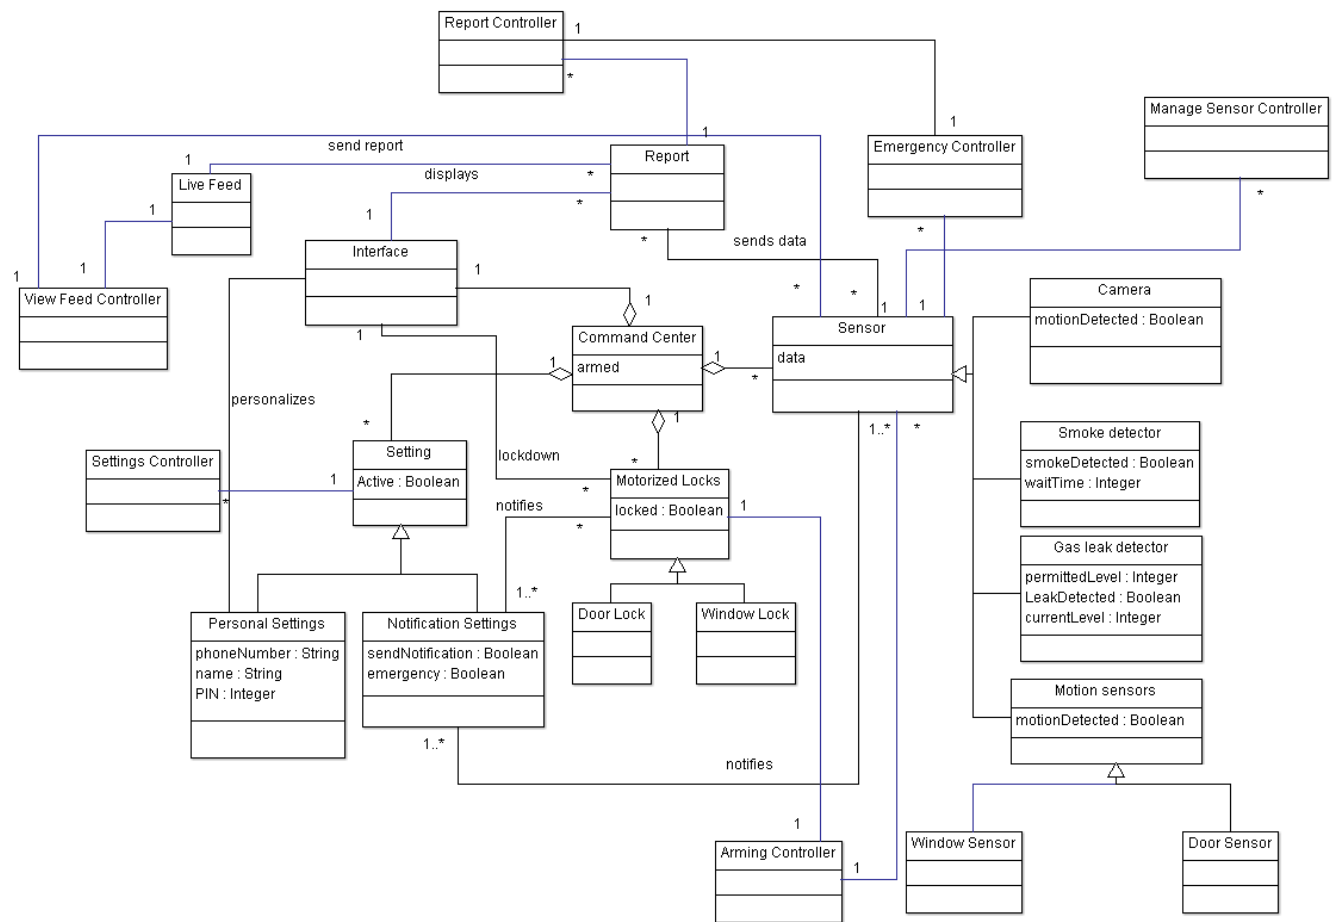 Report Controller
1
*
Manage Sensor Controller
1
1
send report
Emergency Controller
1
Report
Live Feed
displays
*
*
1
*
1
*
1
*
sends data
Interface
1
1
1
*
*
Camera
View Feed Controller
1
1
1
motionDetected : Boolean
Command Center
Sensor
1
1
1
data
armed
*
personalizes
1
*
1..*
*
Smoke detector
Setting
lockdown
*
Settings Controller
smokeDetected : Boolean
1
Active : Boolean
Motorized Locks
waitTime : Integer
*
*
notifies
locked : Boolean
1
*
Gas leak detector
permittedLevel : Integer
1..*
LeakDetected : Boolean
Door Lock
Window Lock
currentLevel : Integer
Personal Settings
Notification Settings
phoneNumber : String
sendNotification : Boolean
name : String
emergency : Boolean
PIN : Integer
Motion sensors
motionDetected : Boolean
1..*
notifies
1
Arming Controller
Window Sensor
Door Sensor
1